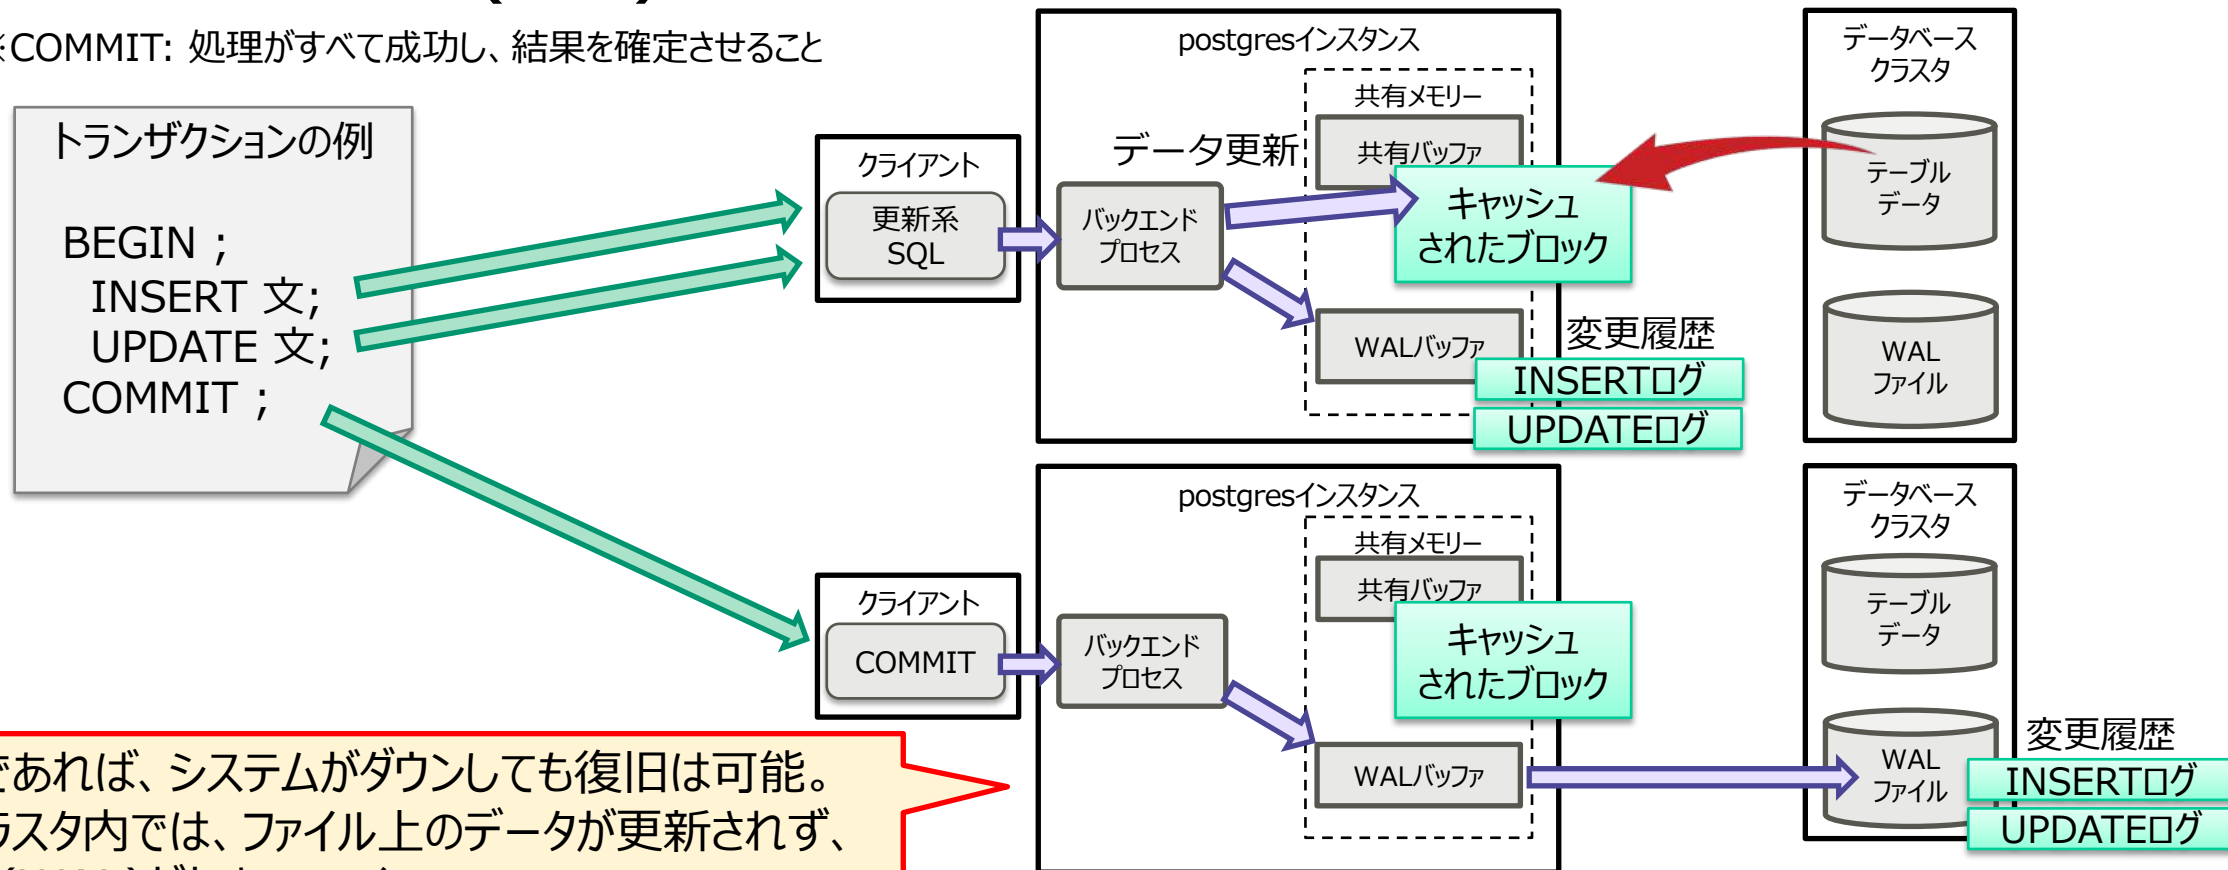 ※COMMIT: 処理がすべて成功し、結果を確定させること
トランザクションの例
BEGIN ;
INSERT 文;
UPDATE 文;
COMMIT ;
クライアント
更新系
SQL
postgresインスタンス
データ更新
バックエンド
プロセス
共有メモリー
共有バッファ
キャッシュ
されたブロック
WALバッファ
変更履歴
INSERTログ
UPDATEログ
データベース
クラスタ
テーブル
データ
WAL
ファイル
クライアント
COMMIT
postgresインスタンス
バックエンド
プロセス
共有メモリー
共有バッファ
キャッシュ
されたブロック
WALバッファ
データベース
クラスタ
テーブル
データ
WAL
ファイル
変更履歴
INSERTログ
UPDATEログ
であれば、システムがダウンしても復旧は可能。
ラスタ内では、ファイル上のデータが更新されず、